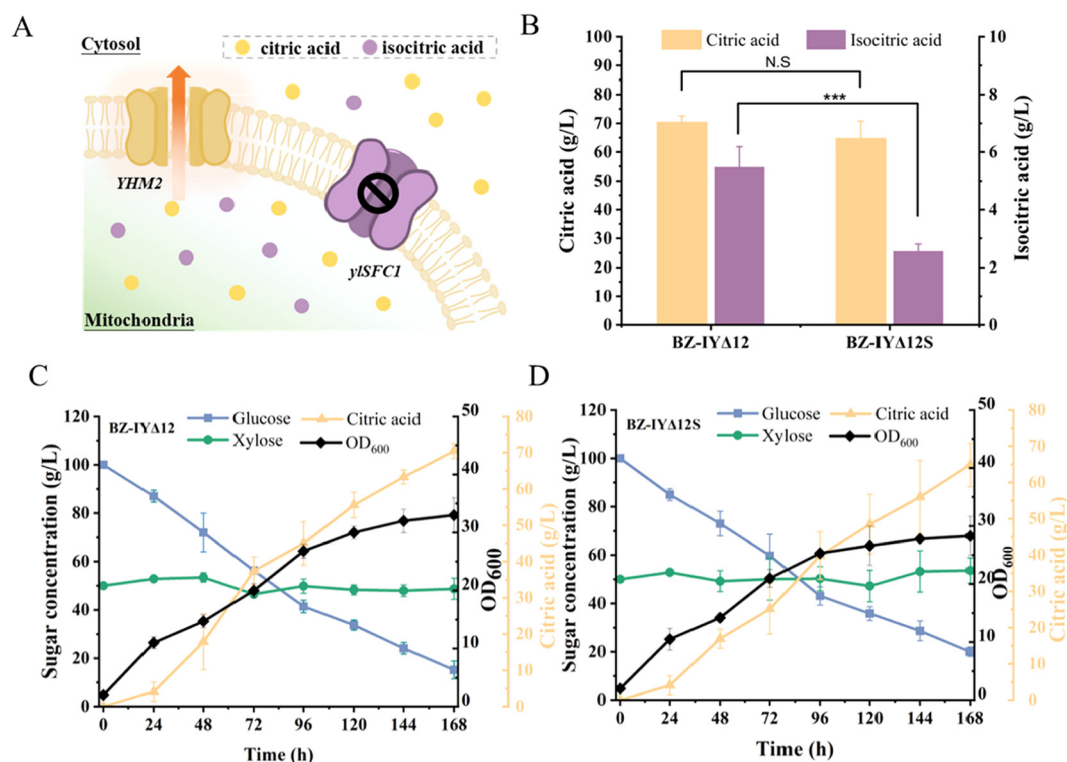 A
Cytosol
citric acid
isocitric acid
YHM2
ylSFC1
Mitochondria
B
Citric acid
Isocitric acid
N.S
***
Citric acid (g/L)
100
90
80
70
60
50
40
30
20
10
0
Isocitric acid (g/L)
10
8
6
4
2
0
BZ-IYΔ12
BZ-IYΔ12S
C
Glucose
Citric acid
BZ-IYΔ12
Xylose
OD600
Sugar concentration (g/L)
120
100
80
60
40
20
0
OD600
50
40
30
20
10
0
Citric acid (g/L)
80
70
60
50
40
30
20
10
0
0 24 48 72 96 120 144 168
Time (h)
D
Glucose
Citric acid
BZ-IYΔ12S
Xylose
OD600
Sugar concentration (g/L)
120
100
80
60
40
20
0
OD600
50
40
30
20
10
0
Citric acid (g/L)
80
70
60
50
40
30
20
10
0
0 24 48 72 96 120 144 168
Time (h)